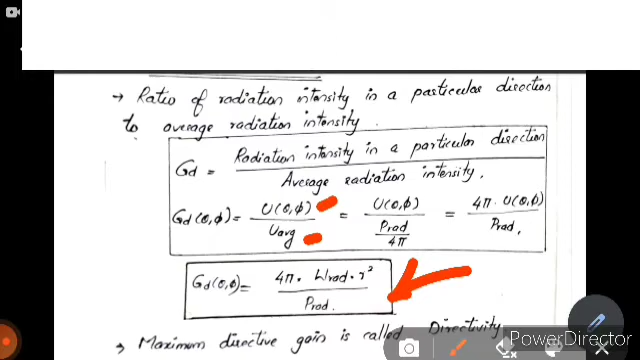 → Ratio of radiation intensity in a particular direction
to average radiation intensity.
Gd = Radiation intensity in a particular direction
Average radiation intensity.
Gd(θ,φ) = U(θ,φ) / Uavg = U(θ,φ) / (Prad / 4π) = 4π . U(θ,φ) / Prad.
Gd(θ,φ) = 4π . Wrad . r² / Prad.
→ Maximum directive gain is called Directivity
PowerDirector